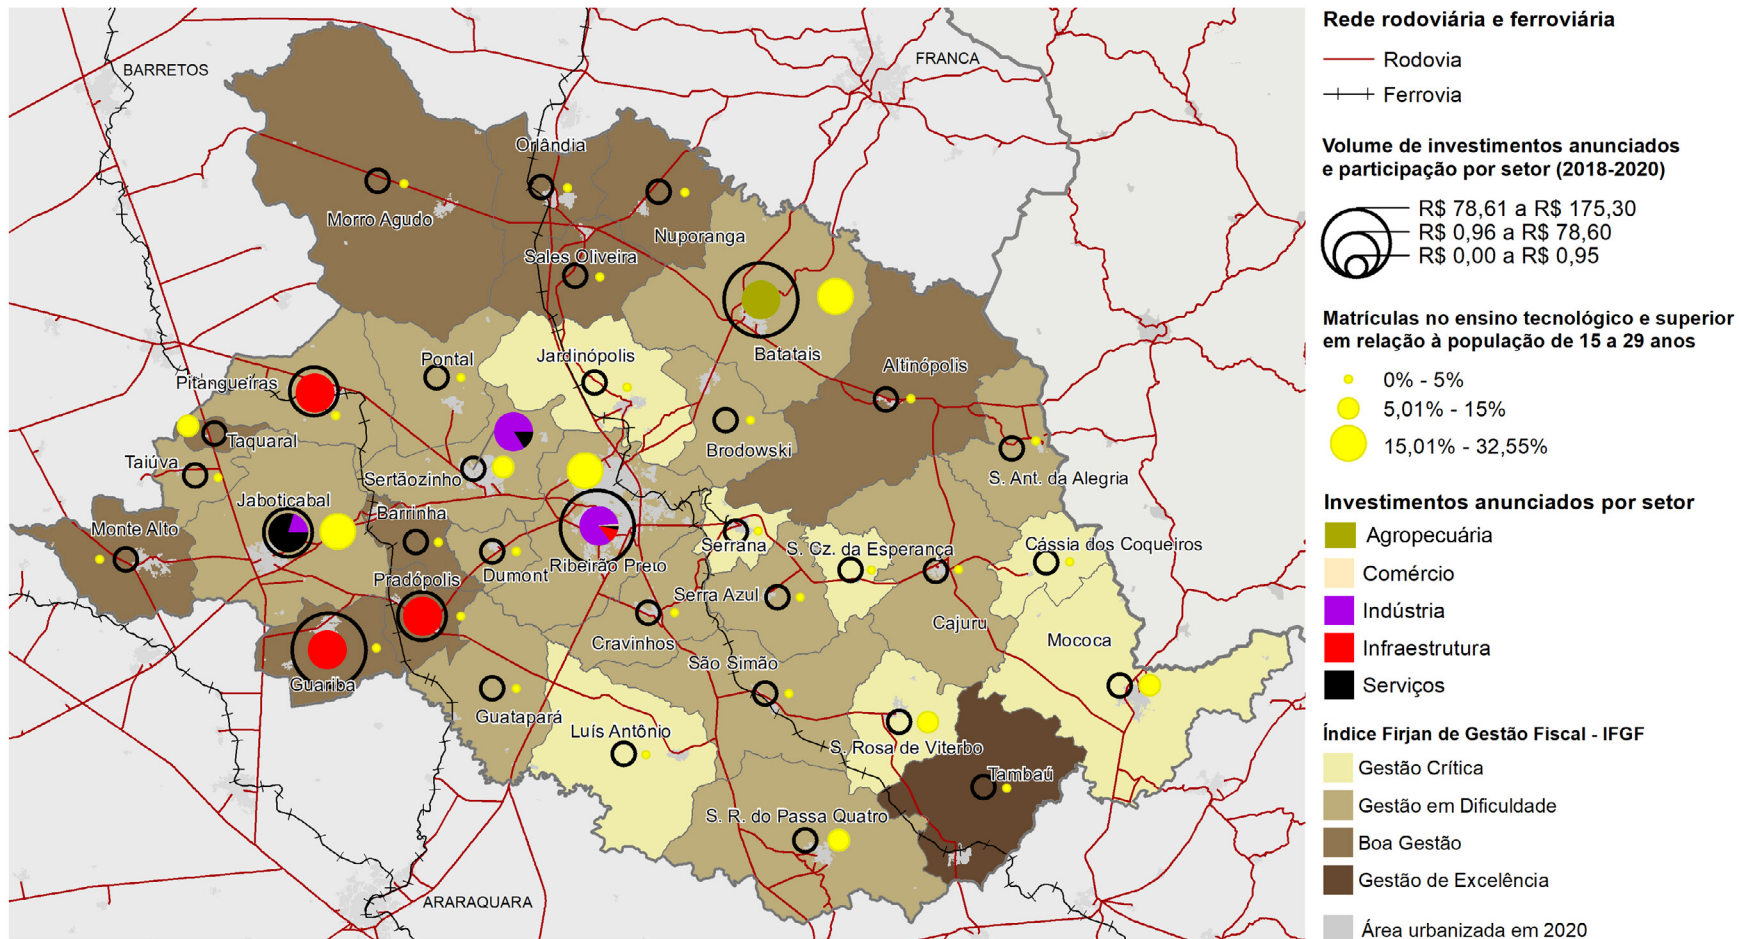 BARRETOS
FRANCA
Orlândia
Morro Agudo
Nuporanga
Sales Oliveira
Pontal
Jardinópolis
Batatais
Altinópolis
Pitangueiras
Taquaral
Brodowski
Taiúva
Sertãozinho
S. Ant. da Alegria
Jaboticabal
Barrinha
Monte Alto
Serrana
S. Cz. da Esperança
Cássia dos Coqueiros
Pradópolis
Dumont
Ribeirão Preto
Serra Azul
Cravinhos
Cajuru
Mococa
São Simão
Guariba
Guatapará
Luís Antônio
S. Rosa de Viterbo
Tambaú
S. R. do Passa Quatro
ARARAQUARA
Rede rodoviária e ferroviária
Rodovia
Ferrovia
Volume de investimentos anunciados
e participação por setor (2018-2020)
R$ 78,61 a R$ 175,30
R$ 0,96 a R$ 78,60
R$ 0,00 a R$ 0,95
Matrículas no ensino tecnológico e superior
em relação à população de 15 a 29 anos
0% - 5%
5,01% - 15%
15,01% - 32,55%
Investimentos anunciados por setor
Agropecuária
Comércio
Indústria
Infraestrutura
Serviços
Índice Firjan de Gestão Fiscal - IFGF
Gestão Crítica
Gestão em Dificuldade
Boa Gestão
Gestão de Excelência
Área urbanizada em 2020